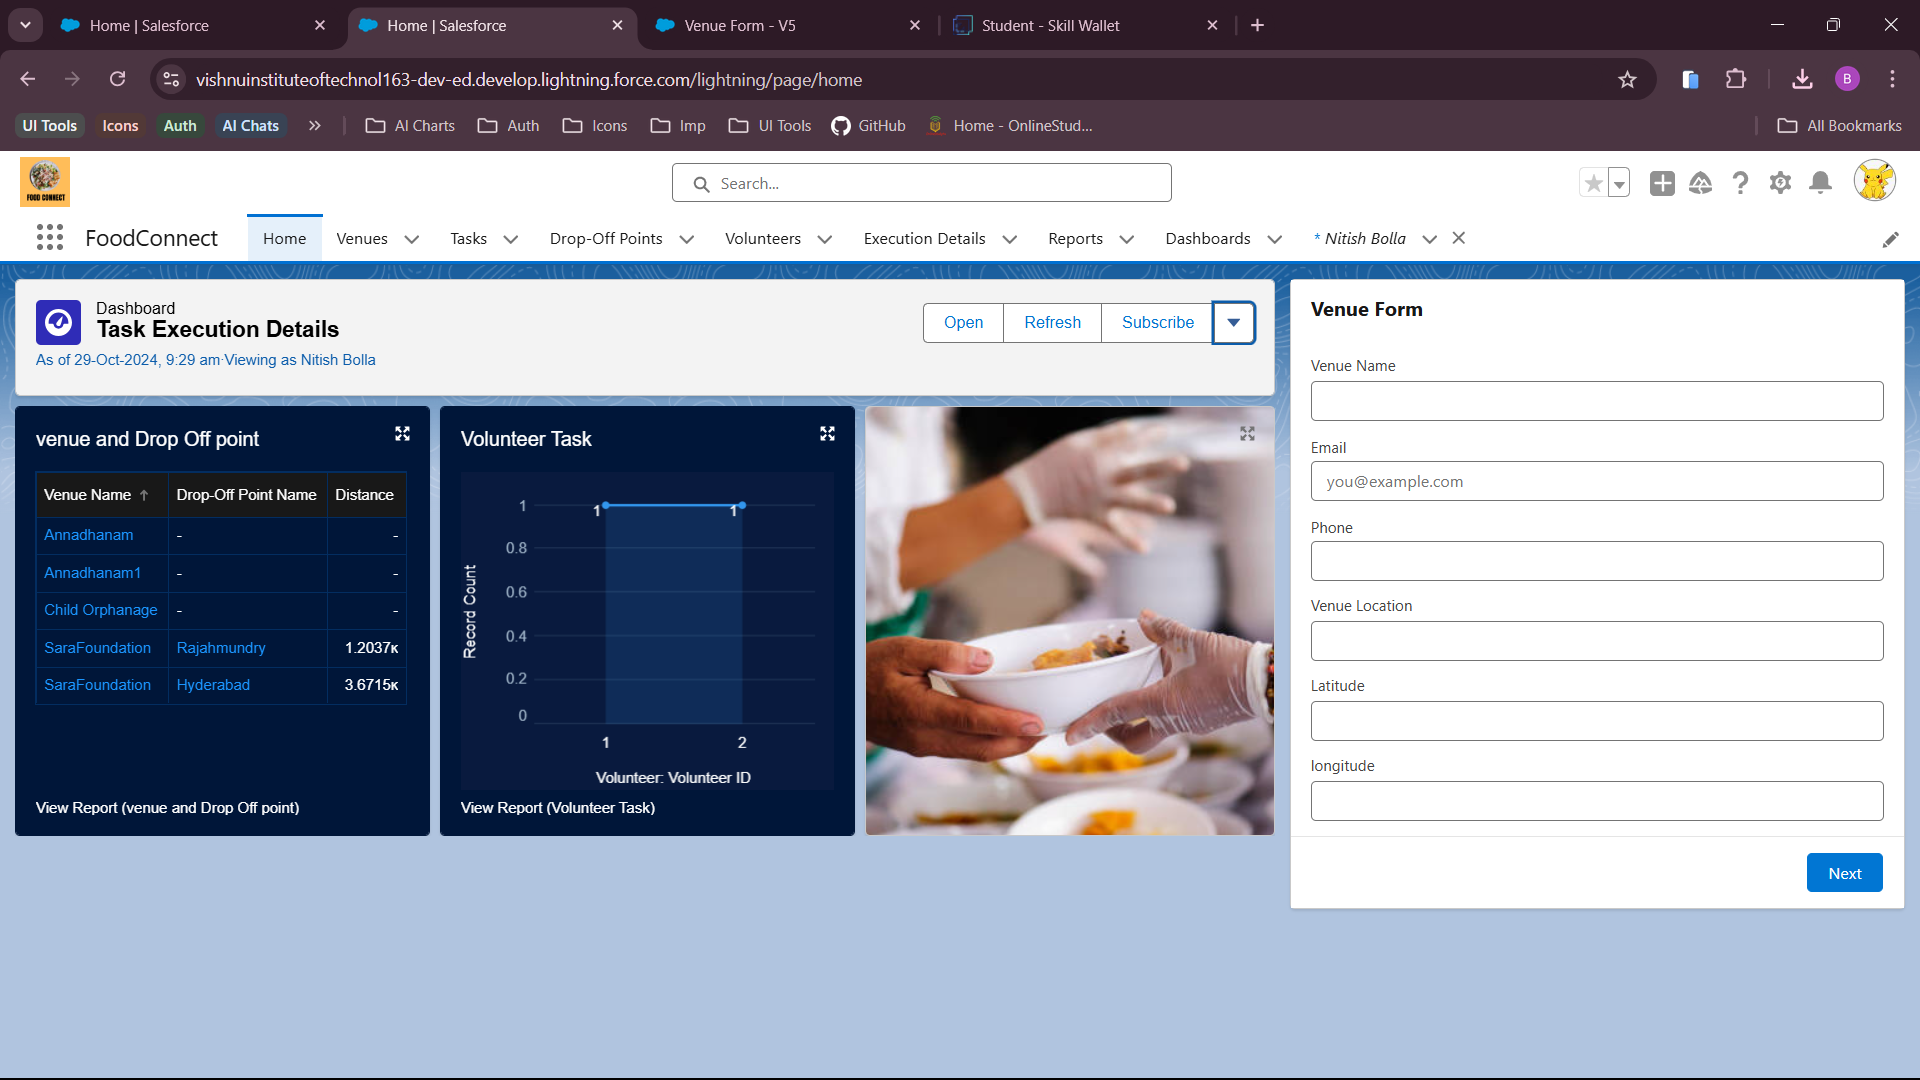 Home | Salesforce
Home | Salesforce
Venue Form - V5
Student - Skill Wallet
vishnuinstituteoftechnol163-dev-ed.develop.lightning.force.com/lightning/page/home
B
UI Tools
Icons
Auth
AI Chats
AI Charts
Auth
Icons
Imp
UI Tools
GitHub
Home - OnlineStud...
All Bookmarks
FOOD CONNECT
Search...
FoodConnect
Home
Venues
Tasks
Drop-Off Points
Volunteers
Execution Details
Reports
Dashboards
* Nitish Bolla
Dashboard
Task Execution Details
As of 29-Oct-2024, 9:29 am·Viewing as Nitish Bolla
Open
Refresh
Subscribe
venue and Drop Off point
Venue Name ↑ Drop-Off Point Name Distance
Annadhanam - -
Annadhanam1 - -
Child Orphanage - -
SaraFoundation Rajahmundry 1.2037K
SaraFoundation Hyderabad 3.6715K
View Report (venue and Drop Off point)
Volunteer Task
Record Count
1
0.8
0.6
0.4
0.2
0
1 1
1 2
Volunteer: Volunteer ID
View Report (Volunteer Task)
Venue Form
Venue Name
Email
you@example.com
Phone
Venue Location
Latitude
longitude
Next